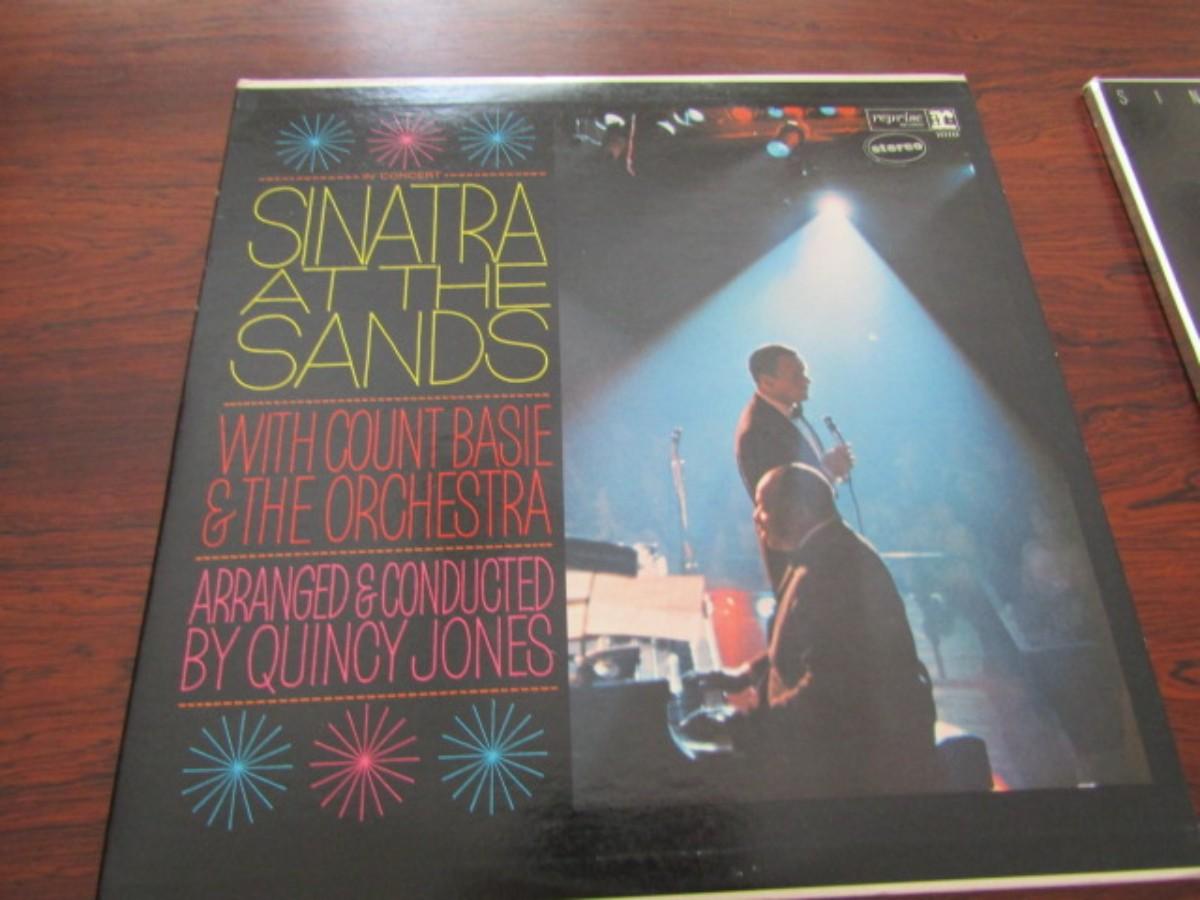 IN CONCERT
SINATRA
AT THE
SANDS
WITH COUNT BASIE
& THE ORCHESTRA
ARRANGED & CONDUCTED
BY QUINCY JONES
reprise
stereo
S I